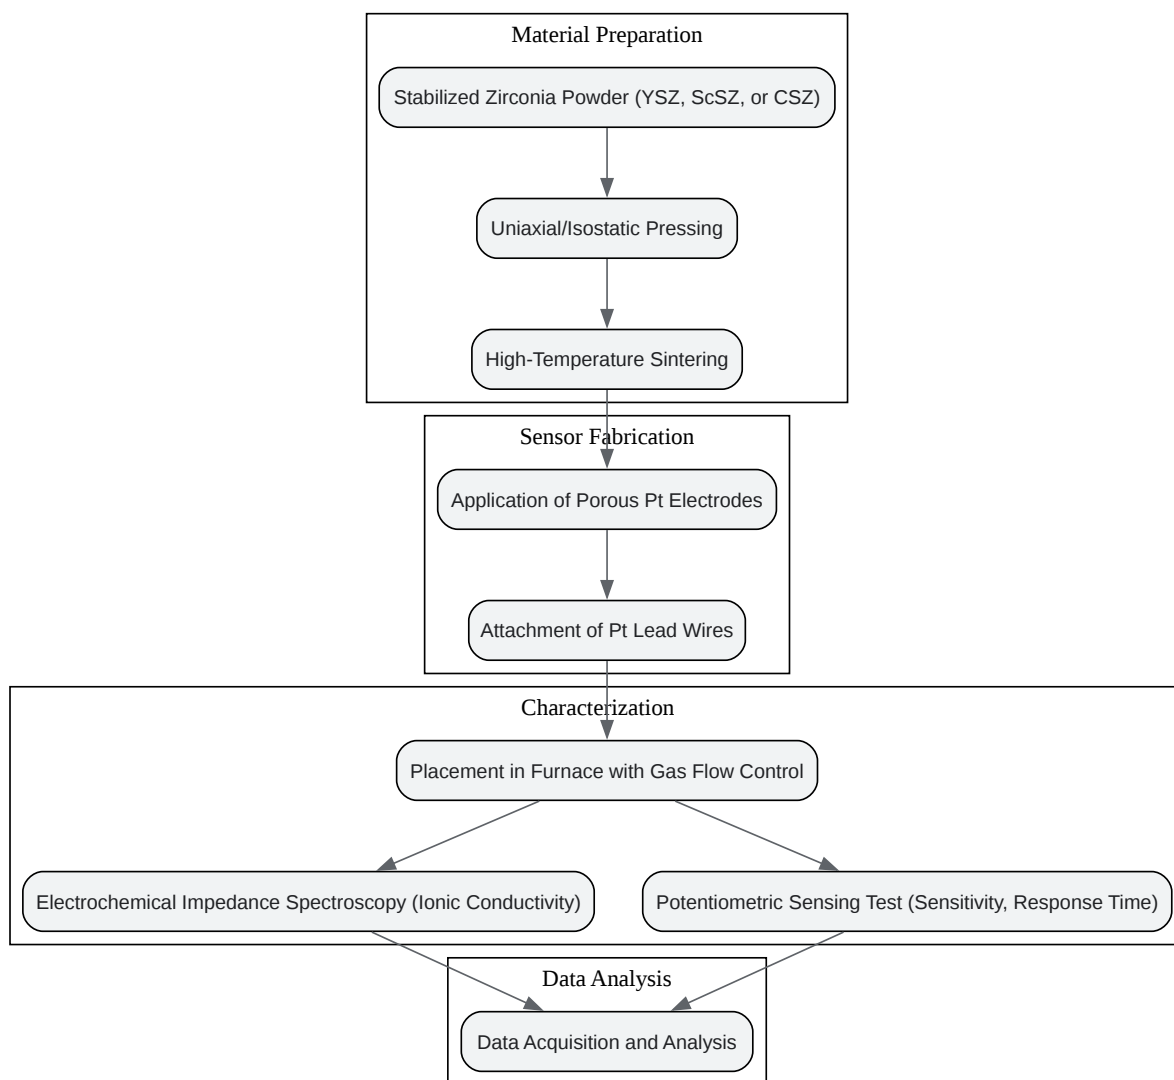 Material Preparation
Stabilized Zirconia Powder (YSZ, ScSZ, or CSZ)
Uniaxial/Isostatic Pressing
High-Temperature Sintering
Sensor Fabrication
Application of Porous Pt Electrodes
Attachment of Pt Lead Wires
Characterization
Placement in Furnace with Gas Flow Control
Electrochemical Impedance Spectroscopy (Ionic Conductivity)
Potentiometric Sensing Test (Sensitivity, Response Time)
Data Analysis
Data Acquisition and Analysis